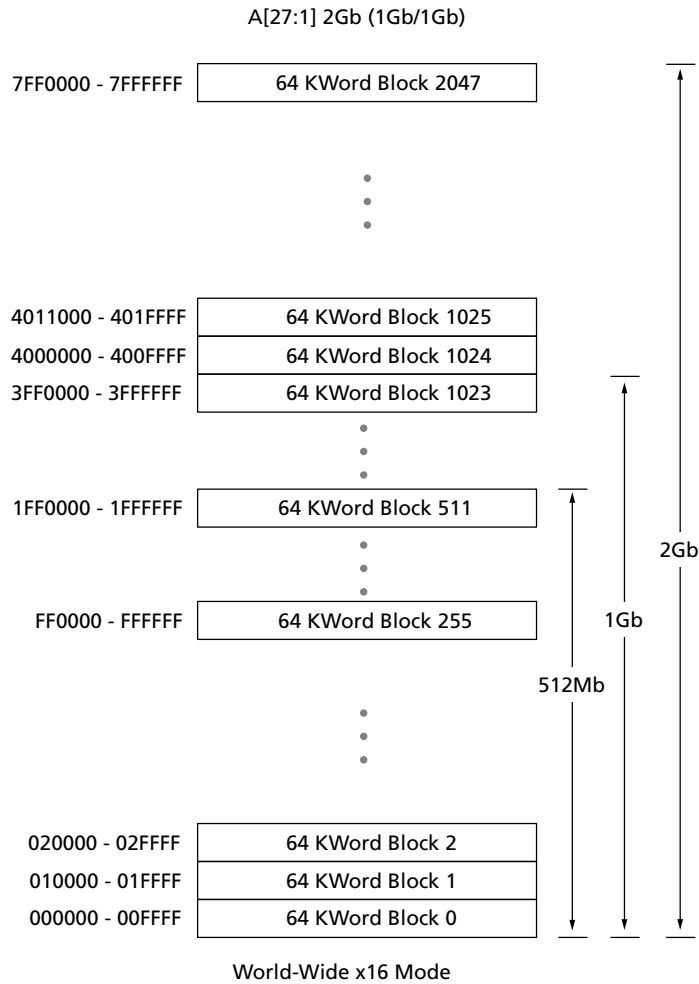 A[27:1] 2Gb (1Gb/1Gb)
7FF0000 - 7FFFFFF 64 KWord Block 2047
4011000 - 401FFFF 64 KWord Block 1025
4000000 - 400FFFF 64 KWord Block 1024
3FF0000 - 3FFFFFF 64 KWord Block 1023
1FF0000 - 1FFFFFF 64 KWord Block 511
2Gb
FF0000 - FFFFFF 64 KWord Block 255
1Gb
512Mb
020000 - 02FFFF 64 KWord Block 2
010000 - 01FFFF 64 KWord Block 1
000000 - 00FFFF 64 KWord Block 0
World-Wide x16 Mode